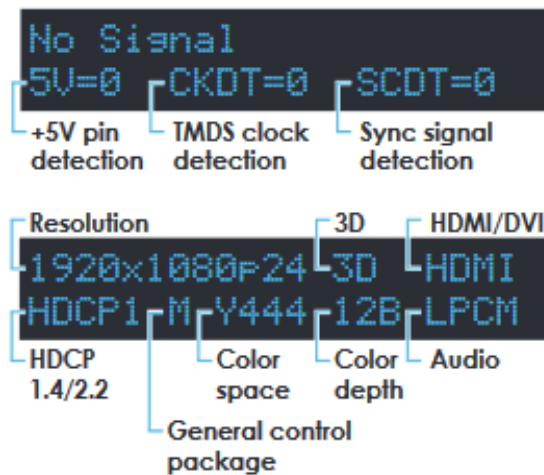 No Signal
5V=0 CKDT=0 SCDT=0
+5V pin detection
TMDS clock detection
Sync signal detection
Resolution 3D HDMI/DVI
1920x1080p24 3D HDMI
HDCP1 M Y444 12B LPCM
HDCP 1.4/2.2
Color space
Color depth
Audio
General control package